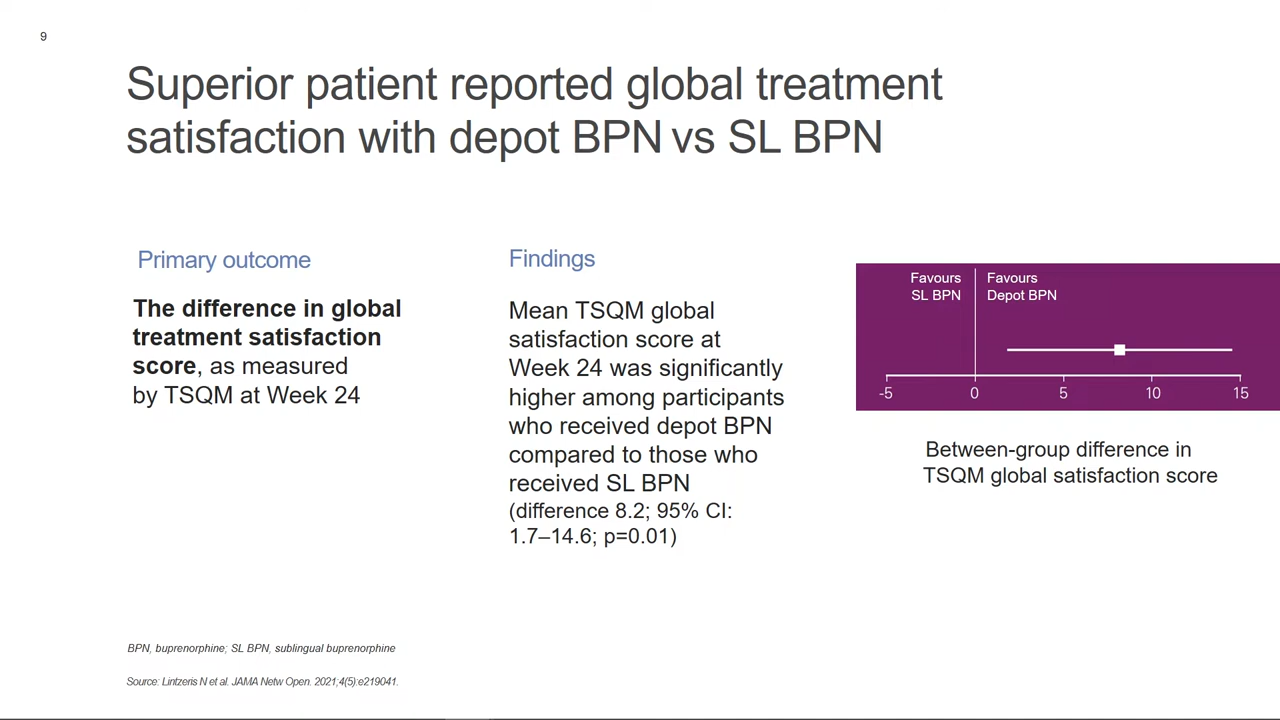 9
Superior patient reported global treatment
satisfaction with depot BPN vs SL BPN
Primary outcome
The difference in global
treatment satisfaction
score, as measured
by TSQM at Week 24
Findings
Mean TSQM global
satisfaction score at
Week 24 was significantly
higher among participants
who received depot BPN
compared to those who
received SL BPN
(difference 8.2; 95% CI:
1.7–14.6; p=0.01)
Favours
SL BPN
Favours
Depot BPN
-5 0 5 10 15
Between-group difference in
TSQM global satisfaction score
BPN, buprenorphine; SL BPN, sublingual buprenorphine
Source: Lintzeris N et al. JAMA Netw Open. 2021;4(5):e219041.